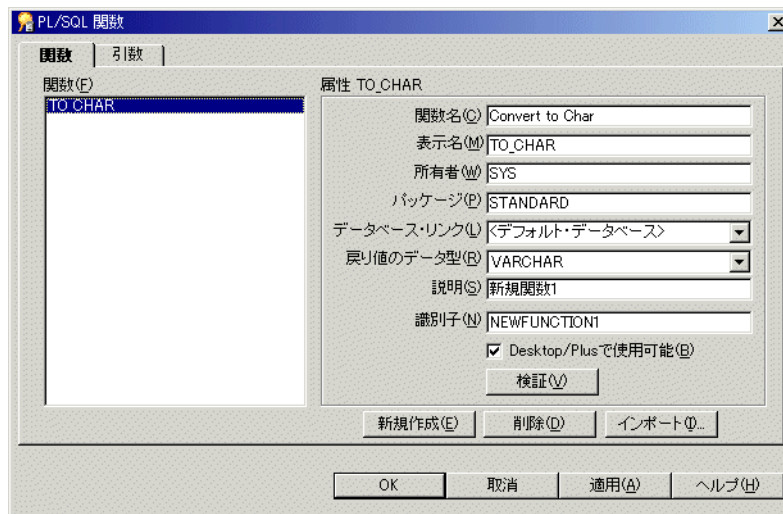 PL/SQL 関数
関数 引数
関数(F)
TO_CHAR
属性 TO_CHAR
関数名(C) Convert to Char
表示名(M) TO_CHAR
所有者(W) SYS
パッケージ(P) STANDARD
データベース・リンク(L) <デフォルト・データベース>
戻り値のデータ型(R) VARCHAR
説明(S) 新規関数1
識別子(N) NEWFUNCTION1
Desktop/Plusで使用可能(B)
検証(V)
新規作成(E) 削除(D) インポート(I)...
OK 取消 適用(A) ヘルプ(H)